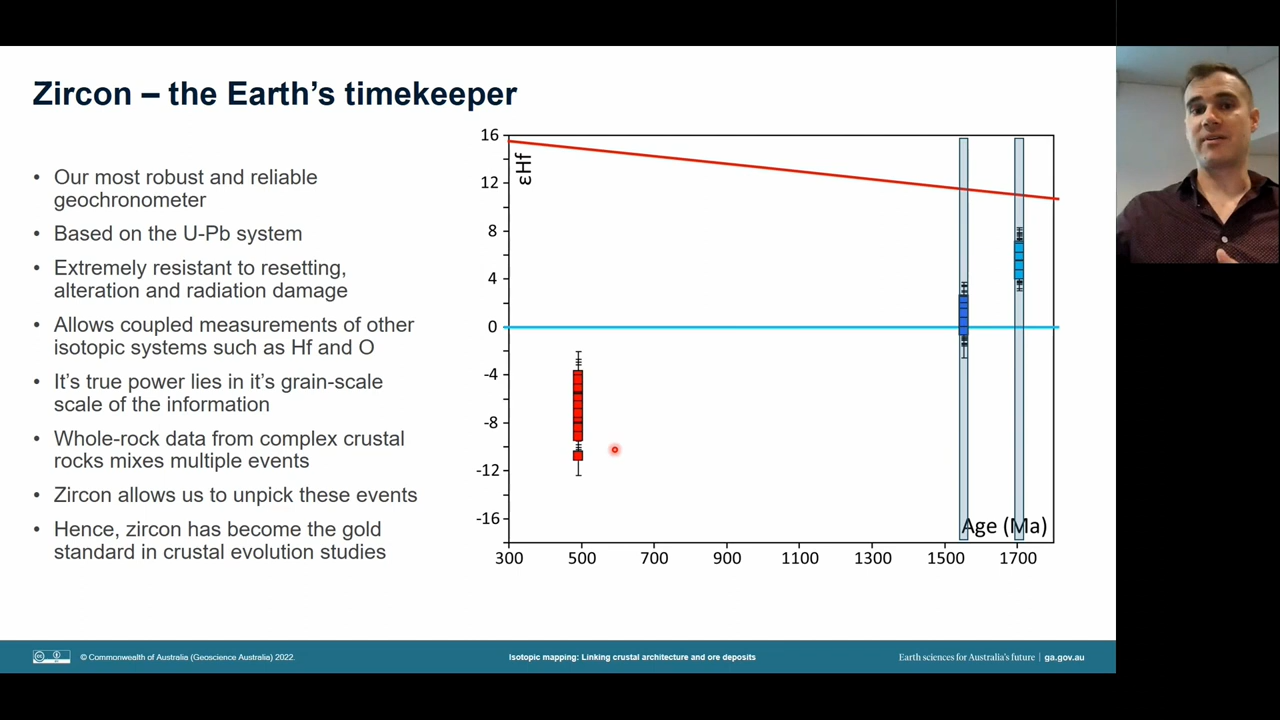 Zircon – the Earth's timekeeper
• Our most robust and reliable
geochronometer
• Based on the U-Pb system
• Extremely resistant to resetting,
alteration and radiation damage
• Allows coupled measurements of other
isotopic systems such as Hf and O
• It's true power lies in it's grain-scale
scale of the information
• Whole-rock data from complex crustal
rocks mixes multiple events
• Zircon allows us to unpick these events
• Hence, zircon has become the gold
standard in crustal evolution studies
16
12
8
4
0
-4
-8
-12
-16
εHf
Age (Ma)
300 500 700 900 1100 1300 1500 1700
© Commonwealth of Australia (Geoscience Australia) 2022.
Isotopic mapping: Linking crustal architecture and ore deposits
Earth sciences for Australia's future | ga.gov.au